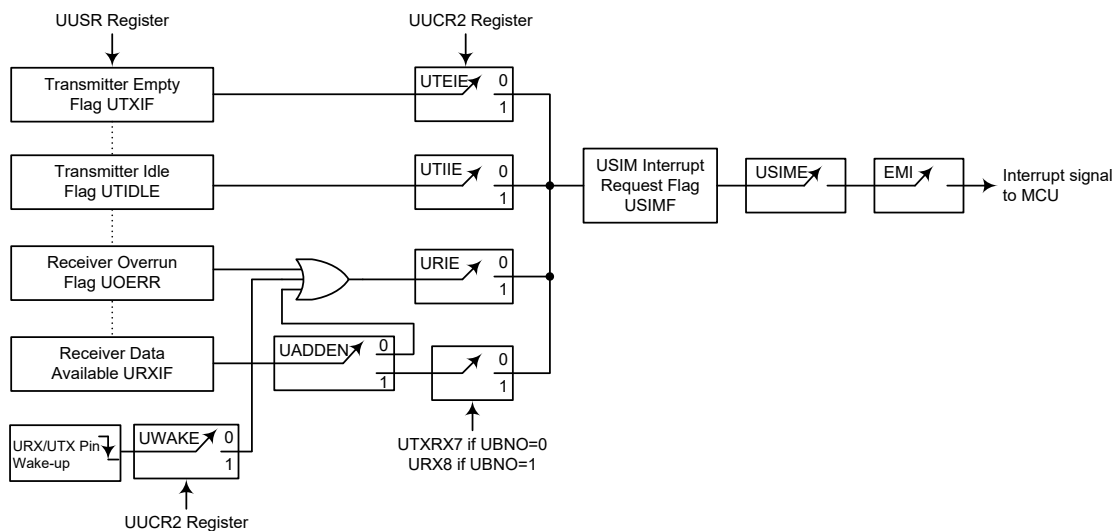 UUSR Register
UUCR2 Register
Transmitter Empty
Flag UTXIF
UTEIE
0
1
Transmitter Idle
Flag UTIDLE
UTIIE
0
1
USIM Interrupt
Request Flag
USIMF
USIME
EMI
Interrupt signal
to MCU
Receiver Overrun
Flag UOERR
URIE
0
1
Receiver Data
Available URXIF
UADDEN
0
1
0
1
UTXRX7 if UBNO=0
URX8 if UBNO=1
URX/UTX Pin
Wake-up
UWAKE
0
1
UUCR2 Register